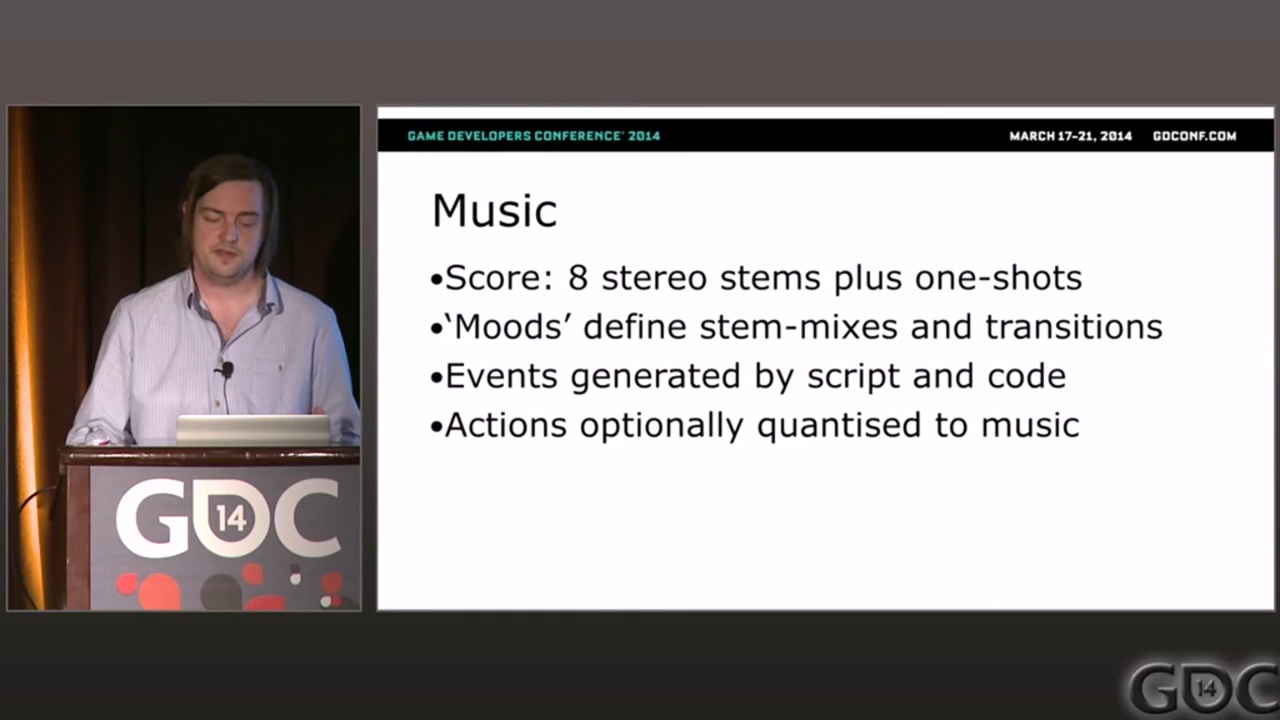 GAME DEVELOPERS CONFERENCE® 2014
MARCH 17-21, 2014 GDCONF.COM
Music
•Score: 8 stereo stems plus one-shots
•‘Moods’ define stem-mixes and transitions
•Events generated by script and code
•Actions optionally quantised to music
GDC
14
GDC
14